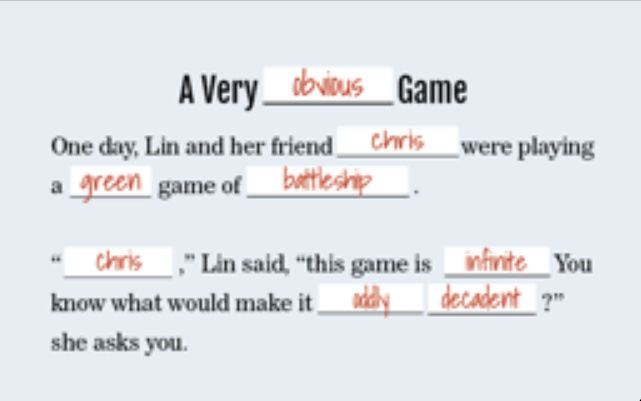 A Very obvious Game
One day, Lin and her friend chris were playing
a green game of battleship .
“ chris ,” Lin said, “this game is infinite You
know what would make it oddly decadent ?”
she asks you.